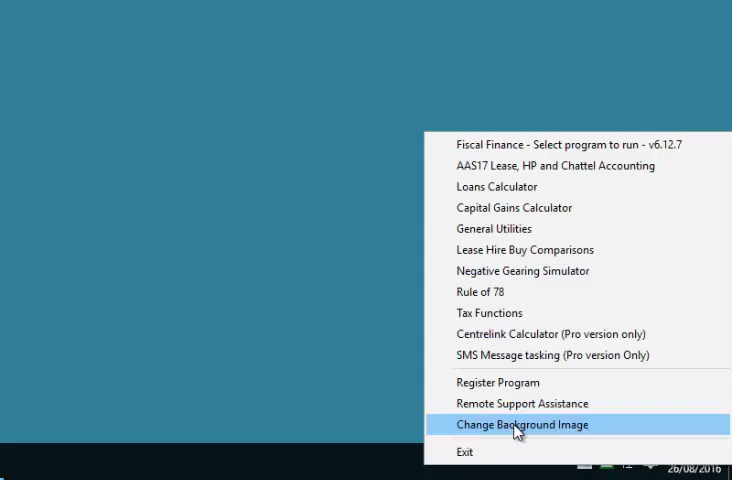 Fiscal Finance - Select program to run - v6.12.7
AAS17 Lease, HP and Chattel Accounting
Loans Calculator
Capital Gains Calculator
General Utilities
Lease Hire Buy Comparisons
Negative Gearing Simulator
Rule of 78
Tax Functions
Centrelink Calculator (Pro version only)
SMS Message tasking (Pro Version Only)
Register Program
Remote Support Assistance
Change Background Image
Exit
26/08/2016